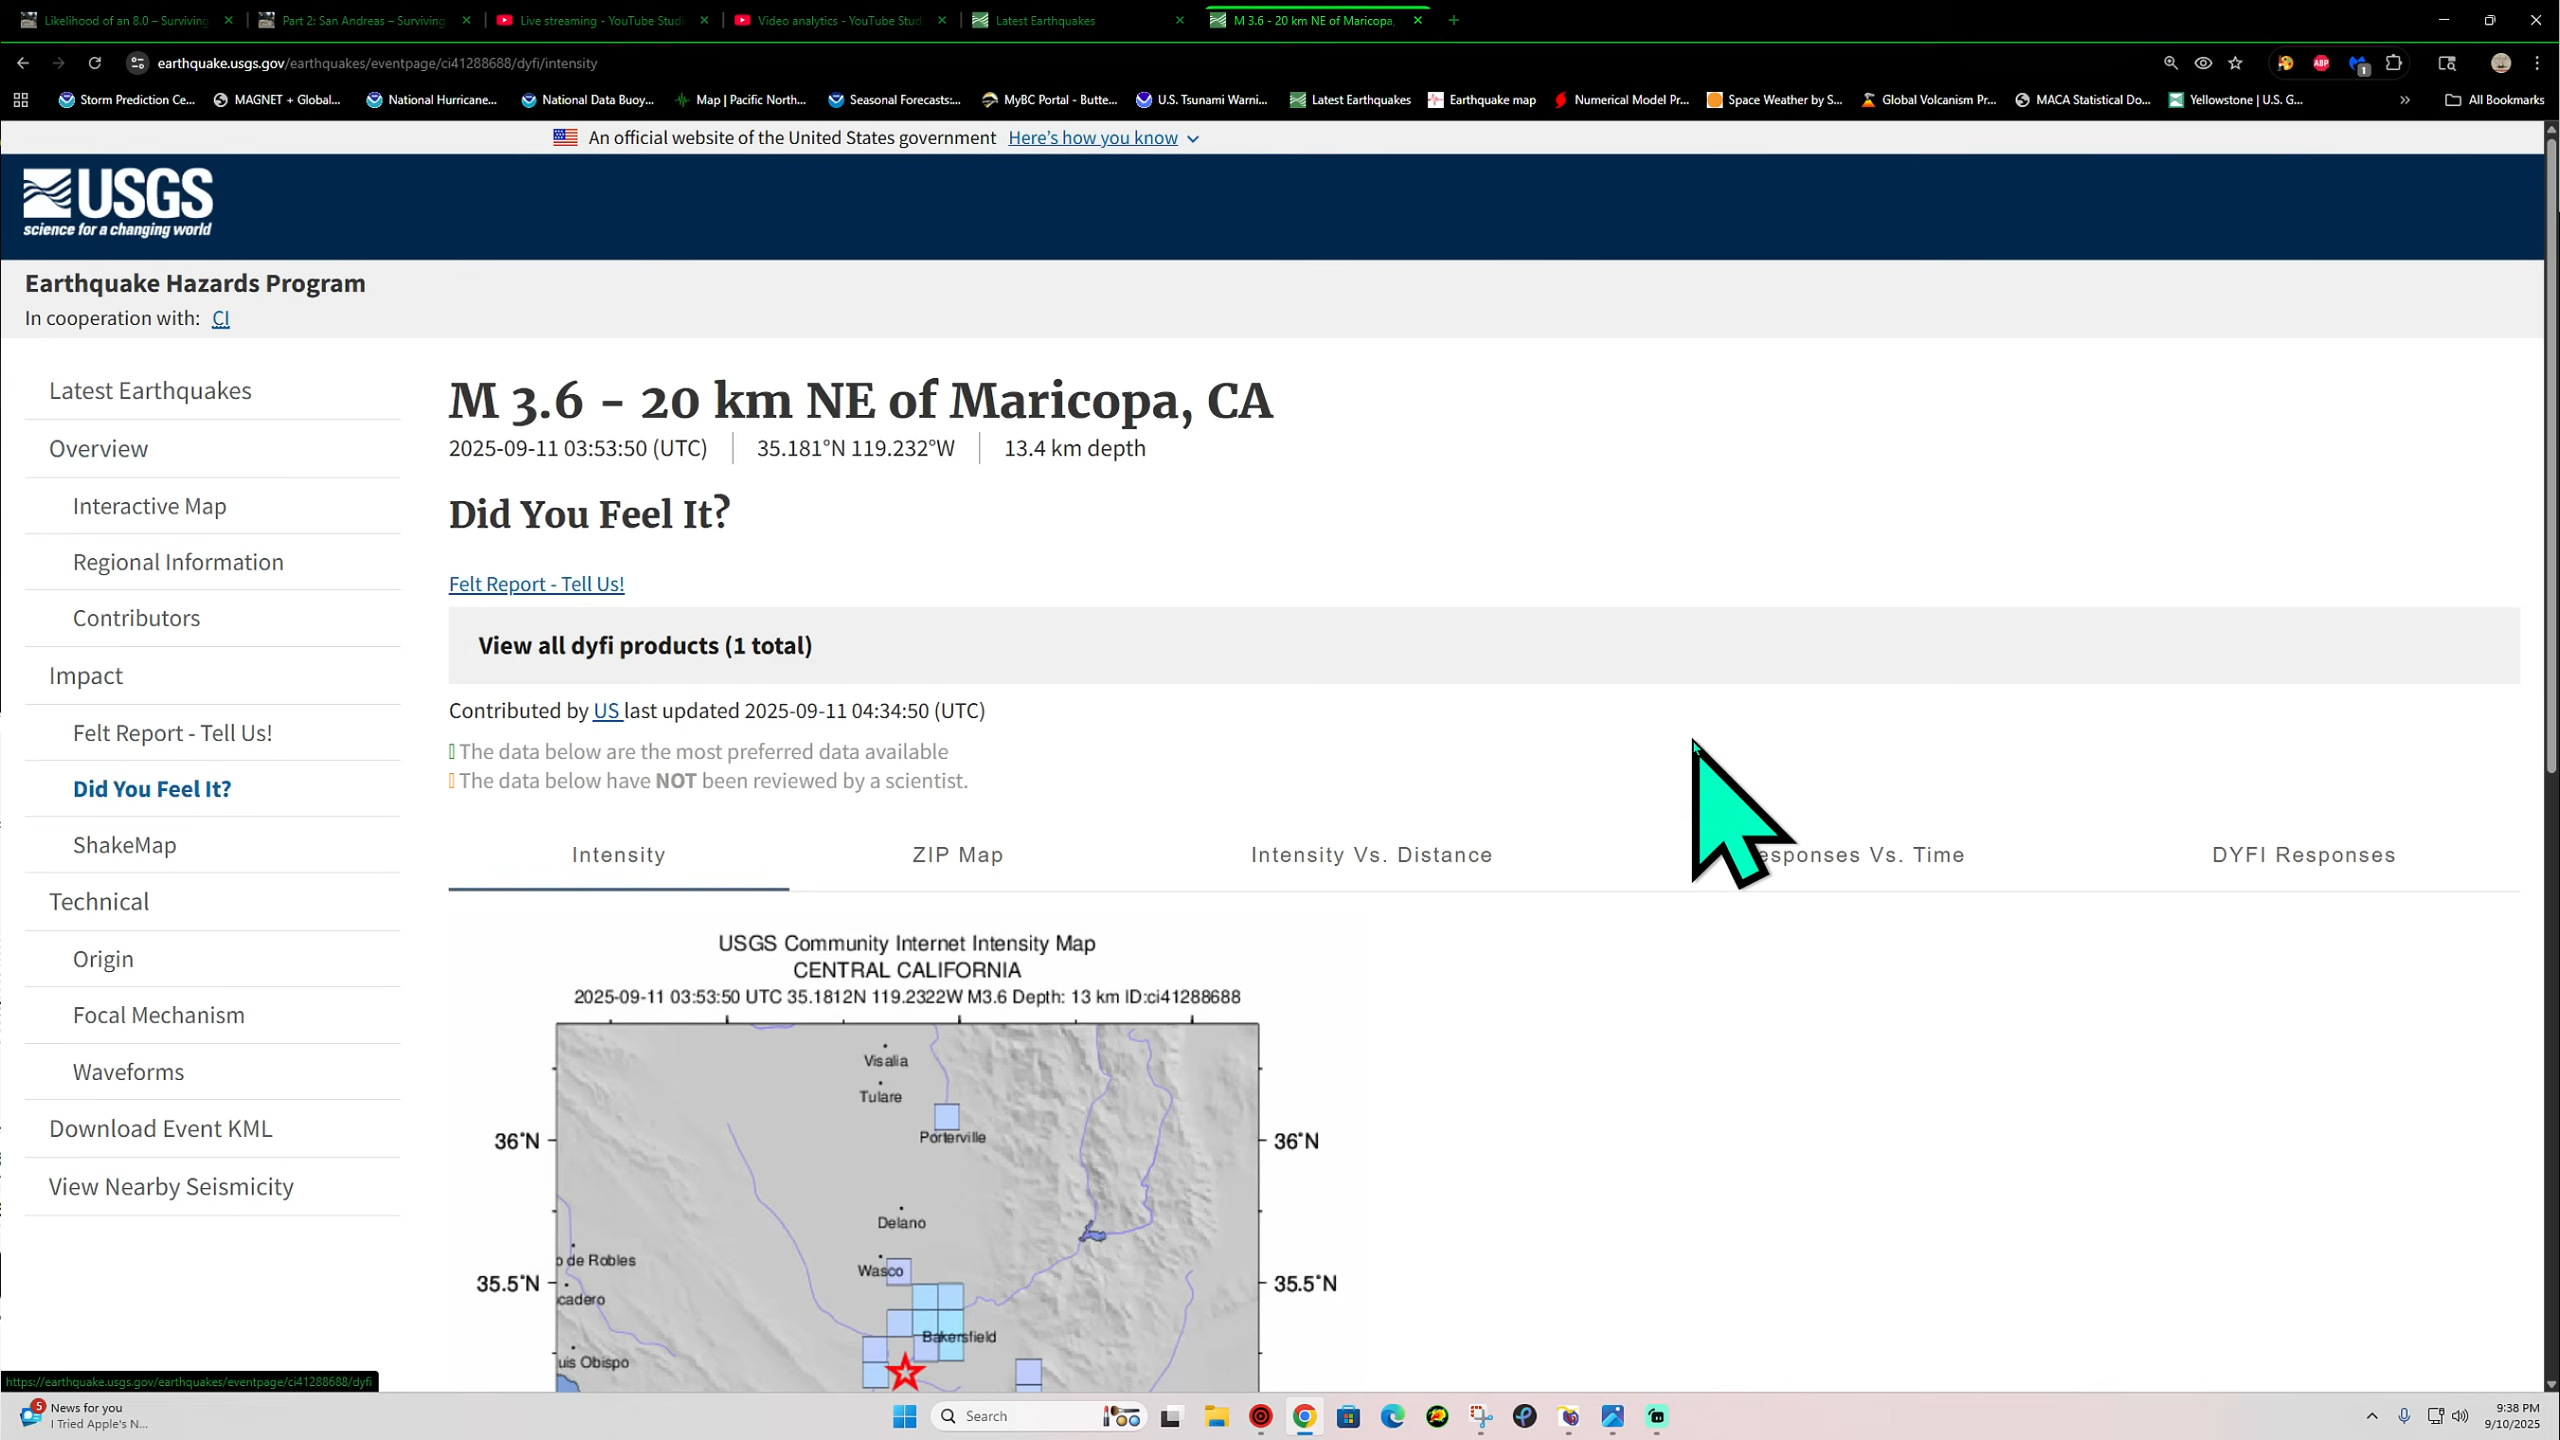 Likelihood of an 8.0 – Surviving
Part 2: San Andreas – Surviving
Live streaming - YouTube Studi
Video analytics - YouTube Stud
Latest Earthquakes
M 3.6 - 20 km NE of Maricopa,
earthquake.usgs.gov/earthquakes/eventpage/ci41288688/dyfi/intensity
ABP
1
Storm Prediction Ce...
MAGNET + Global...
National Hurricane...
National Data Buoy...
Map | Pacific North...
Seasonal Forecasts:...
MyBC Portal - Butte...
U.S. Tsunami Warni...
Latest Earthquakes
Earthquake map
Numerical Model Pr...
Space Weather by S...
Global Volcanism Pr...
MACA Statistical Do...
Yellowstone | U.S. G...
All Bookmarks
An official website of the United States government Here's how you know
USGS
science for a changing world
Earthquake Hazards Program
In cooperation with: CI
Latest Earthquakes
Overview
Interactive Map
Regional Information
Contributors
Impact
Felt Report - Tell Us!
Did You Feel It?
ShakeMap
Technical
Origin
Focal Mechanism
Waveforms
Download Event KML
View Nearby Seismicity
M 3.6 - 20 km NE of Maricopa, CA
2025-09-11 03:53:50 (UTC) 35.181°N 119.232°W 13.4 km depth
Did You Feel It?
Felt Report - Tell Us!
View all dyfi products (1 total)
Contributed by US last updated 2025-09-11 04:34:50 (UTC)
The data below are the most preferred data available
The data below have NOT been reviewed by a scientist.
Intensity
ZIP Map
Intensity Vs. Distance
esponses Vs. Time
DYFI Responses
USGS Community Internet Intensity Map
CENTRAL CALIFORNIA
2025-09-11 03:53:50 UTC 35.1812N 119.2322W M3.6 Depth: 13 km ID:ci41288688
Visalia
Tulare
Porterville
36°N
36°N
Delano
o de Robles
Wasco
35.5°N
35.5°N
cadero
Bakersfield
uis Obispo
https://earthquake.usgs.gov/earthquakes/eventpage/ci41288688/dyfi
5
News for you
I Tried Apple's N...
Search
9:38 PM
9/10/2025